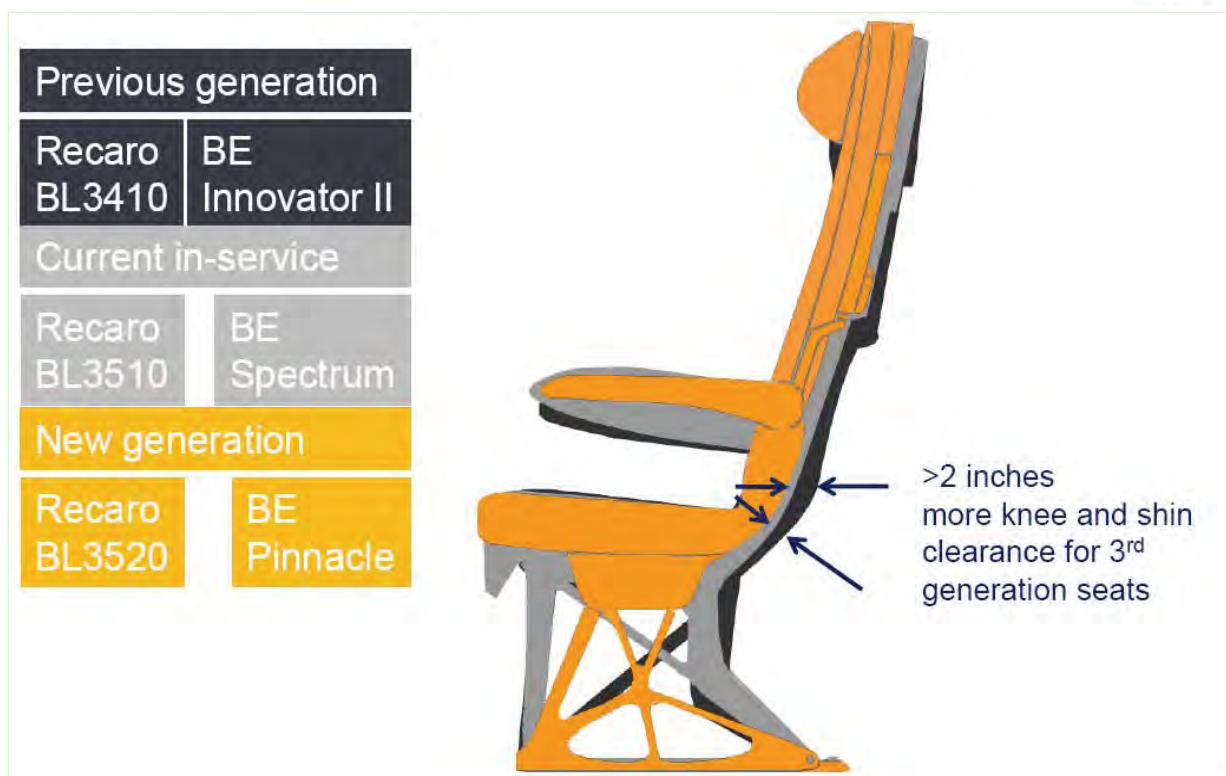 Previous generation
Recaro
BL3410
BE
Innovator II
Current in-service
Recaro
BL3510
BE
Spectrum
New generation
Recaro
BL3520
BE
Pinnacle
>2 inches
more knee and shin
clearance for 3rd
generation seats